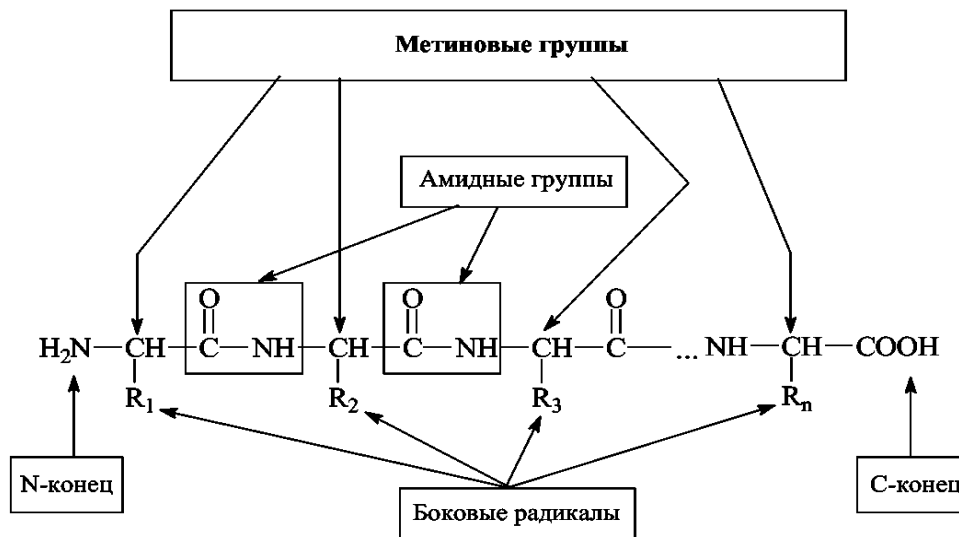 Метиновые группы
Амидные группы
O O O
H₂N—CH—C—NH—CH—C—NH—CH—C—...NH—CH—COOH
R₁ R₂ R₃ Rₙ
N-конец
С-конец
Боковые радикалы